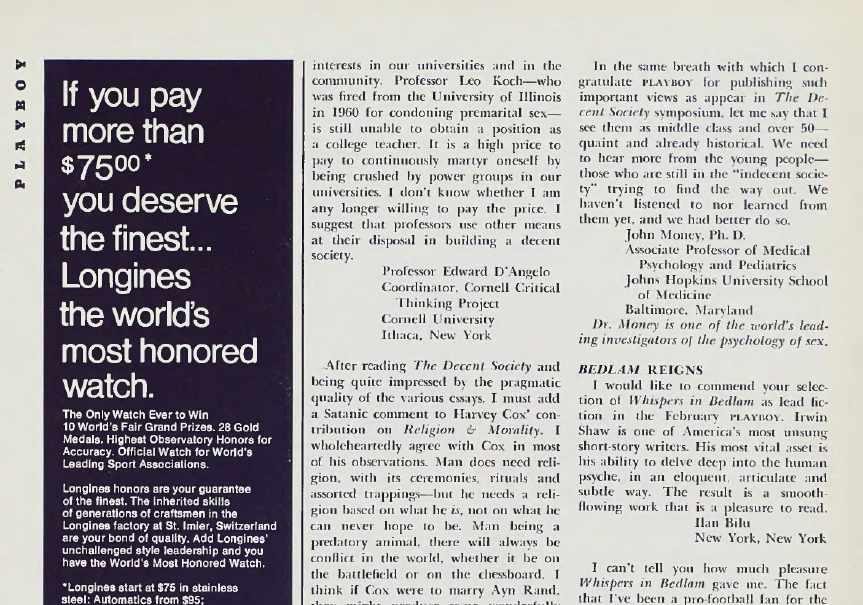 PLAYBOY
If you pay
more than
$7500*
you deserve
the finest...
Longines
the world's
most honored
watch.
The Only Watch Ever to Win
10 World's Fair Grand Prizes. 28 Gold
Medals. Highest Observatory Honors for
Accuracy. Official Watch for World's
Leading Sport Associations.
Longines honors are your guarantee
of the finest. The inherited skills
of generations of craftsmen in the
Longines factory at St. Imier, Switzerland
are your bond of quality. Add Longines'
unchallenged style leadership and you
have the World's Most Honored Watch.
*Longines start at $75 in stainless
steel: Automatics from $95;
interests in our universities and in the
community. Professor Leo Koch—who
was fired from the University of Illinois
in 1960 for condoning premarital sex—
is still unable to obtain a position as
a college teacher. It is a high price to
pay to continuously martyr oneself by
being crushed by power groups in our
universities. I don't know whether I am
any longer willing to pay the price. I
suggest that professors use other means
at their disposal in building a decent
society.
Professor Edward D'Angelo
Coordinator, Cornell Critical
Thinking Project
Cornell University
Ithaca, New York
After reading The Decent Society and
being quite impressed by the pragmatic
quality of the various essays, I must add
a Satanic comment to Harvey Cox' con-
tribution on Religion & Morality. I
wholeheartedly agree with Cox in most
of his observations. Man does need reli-
gion, with its ceremonies, rituals and
assorted trappings—but he needs a reli-
gion based on what he is, not on what he
can never hope to be. Man being a
predatory animal, there will always be
conflict in the world, whether it be on
the battlefield or on the chessboard. I
think if Cox were to marry Ayn Rand,
In the same breath with which I con-
gratulate PLAYBOY for publishing such
important views as appear in The De-
cent Society symposium, let me say that I
see them as middle class and over 50—
quaint and already historical. We need
to hear more from the young people—
those who are still in the "indecent socie-
ty" trying to find the way out. We
haven't listened to nor learned from
them yet, and we had better do so.
John Money, Ph. D.
Associate Professor of Medical
Psychology and Pediatrics
Johns Hopkins University School
of Medicine
Baltimore, Maryland
Dr. Money is one of the world's lead-
ing investigators of the psychology of sex.
BEDLAM REIGNS
I would like to commend your selec-
tion of Whispers in Bedlam as lead fic-
tion in the February PLAYBOY. Irwin
Shaw is one of America's most unsung
short-story writers. His most vital asset is
his ability to delve deep into the human
psyche, in an eloquent, articulate and
subtle way. The result is a smooth-
flowing work that is a pleasure to read.
Ilan Bilu
New York, New York
I can't tell you how much pleasure
Whispers in Bedlam gave me. The fact
that I've been a pro-football fan for the